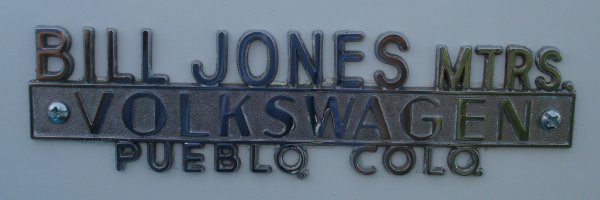 BILL JONES MTRS.
VOLKSWAGEN
PUEBLO, COLO.